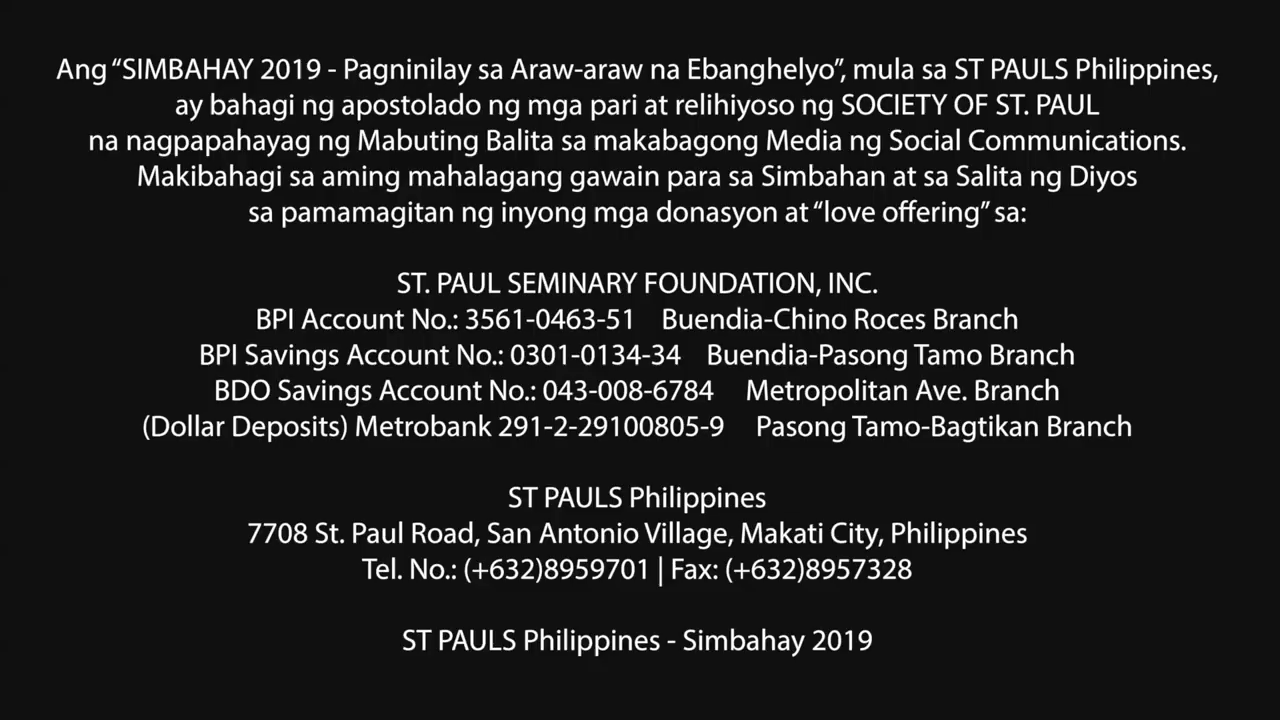 Ang “SIMBAHAY 2019 - Pagninilay sa Araw-araw na Ebanghelyo”, mula sa ST PAULS Philippines,
ay bahagi ng apostolado ng mga pari at relihiyoso ng SOCIETY OF ST. PAUL
na nagpapahayag ng Mabuting Balita sa makabagong Media ng Social Communications.
Makibahagi sa aming mahalagang gawain para sa Simbahan at sa Salita ng Diyos
sa pamamagitan ng inyong mga donasyon at “love offering” sa:
ST. PAUL SEMINARY FOUNDATION, INC.
BPI Account No.: 3561-0463-51 Buendia-Chino Roces Branch
BPI Savings Account No.: 0301-0134-34 Buendia-Pasong Tamo Branch
BDO Savings Account No.: 043-008-6784 Metropolitan Ave. Branch
(Dollar Deposits) Metrobank 291-2-29100805-9 Pasong Tamo-Bagtikan Branch
ST PAULS Philippines
7708 St. Paul Road, San Antonio Village, Makati City, Philippines
Tel. No.: (+632)8959701 | Fax: (+632)8957328
ST PAULS Philippines - Simbahay 2019